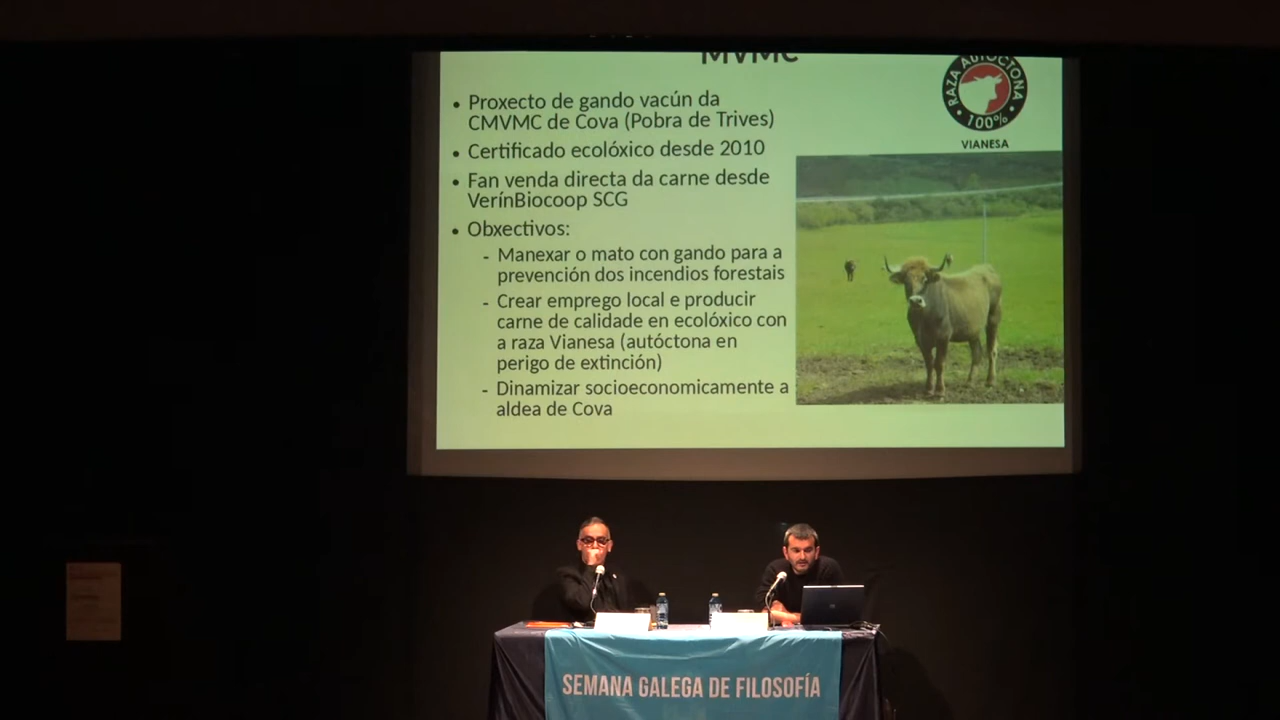 MVMC
RAZA AUTÓCTONA
100%
VIANESA
• Proxecto de gando vacún da
CMVMC de Cova (Pobra de Trives)
• Certificado ecolóxico desde 2010
• Fan venda directa da carne desde
VerínBiocoop SCG
• Obxectivos:
- Manexar o mato con gando para a
prevención dos incendios forestais
- Crear emprego local e producir
carne de calidade en ecolóxico con
a raza Vianesa (autóctona en
perigo de extinción)
- Dinamizar socioeconomicamente a
aldea de Cova
SEMANA GALEGA DE FILOSOFÍA